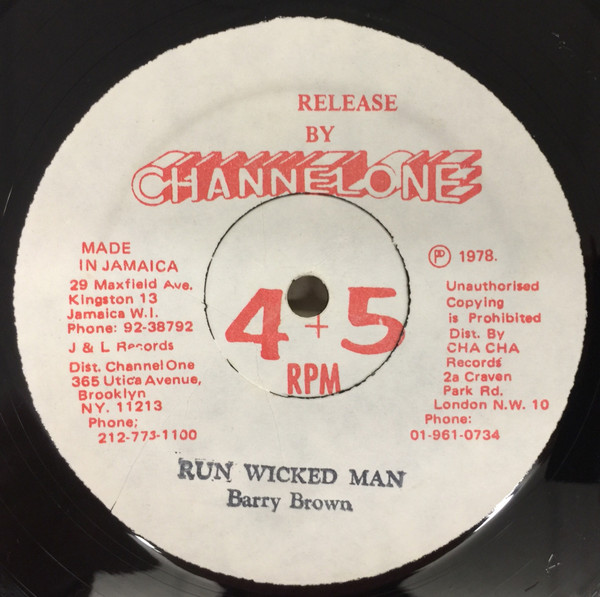 RELEASE
BY
CHANNEL ONE
MADE
IN JAMAICA
29 Maxfield Ave.
Kingston 13
Jamaica W.I.
Phone: 92-38792
J & L Records
Dist. Channel One
365 Utica Avenue,
Brooklyn
NY. 11213
Phone;
212-773-1100
℗ 1978.
Unauthorised
Copying
is Prohibited
Dist. By
CHA CHA
Records
2a Craven
Park Rd.
London N.W. 10
Phone:
01-961-0734
4+5
RPM
RUN WICKED MAN
Barry Brown